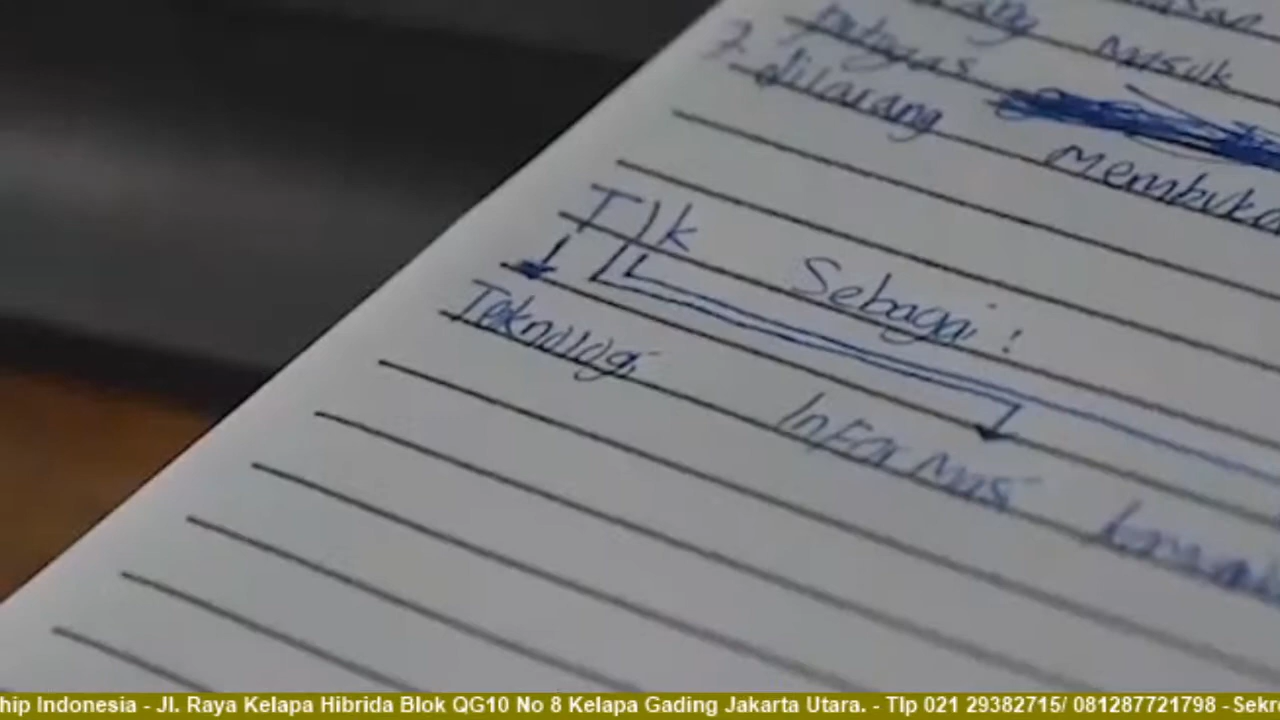 Masuk
petugas
7. dilarang Membuka
T I k Sebagai :
Teknologi Informasi
hip Indonesia - Jl. Raya Kelapa Hibrida Blok QG10 No 8 Kelapa Gading Jakarta Utara. - Tlp 021 29382715/ 081287721798 - Sekr